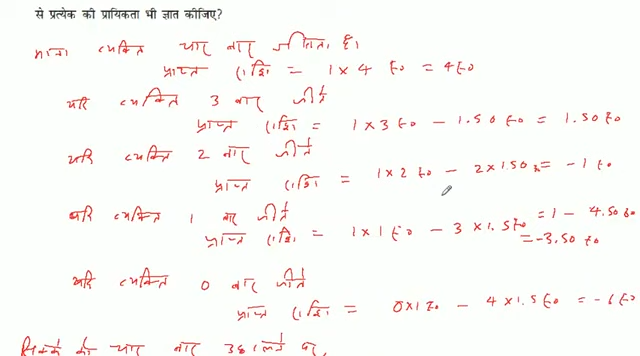 से प्रत्येक की प्रायिकता भी ज्ञात कीजिए?
माना व्यक्ति चार बार जीतता है।
प्राप्त राशि = 1 × 4 रु० = 4 रु०
यदि व्यक्ति 3 बार जीते
प्राप्त राशि = 1 × 3 रु० – 1.50 रु० = 1.50 रु०
यदि व्यक्ति 2 बार जीते
प्राप्त राशि = 1 × 2 रु० – 2 × 1.50 रु = – 1 रु०
यदि व्यक्ति 1 बार जीते
प्राप्त राशि = 1 × 1 रु० – 3 × 1.5 रु० = 1 – 4.50 रु०
= –3.50 रु०
यदि व्यक्ति 0 बार जीते
प्राप्त राशि = 0 × 1 रु० – 4 × 1.5 रु० = – 6 रु०
सिक्के को चार बार उछालने पर,